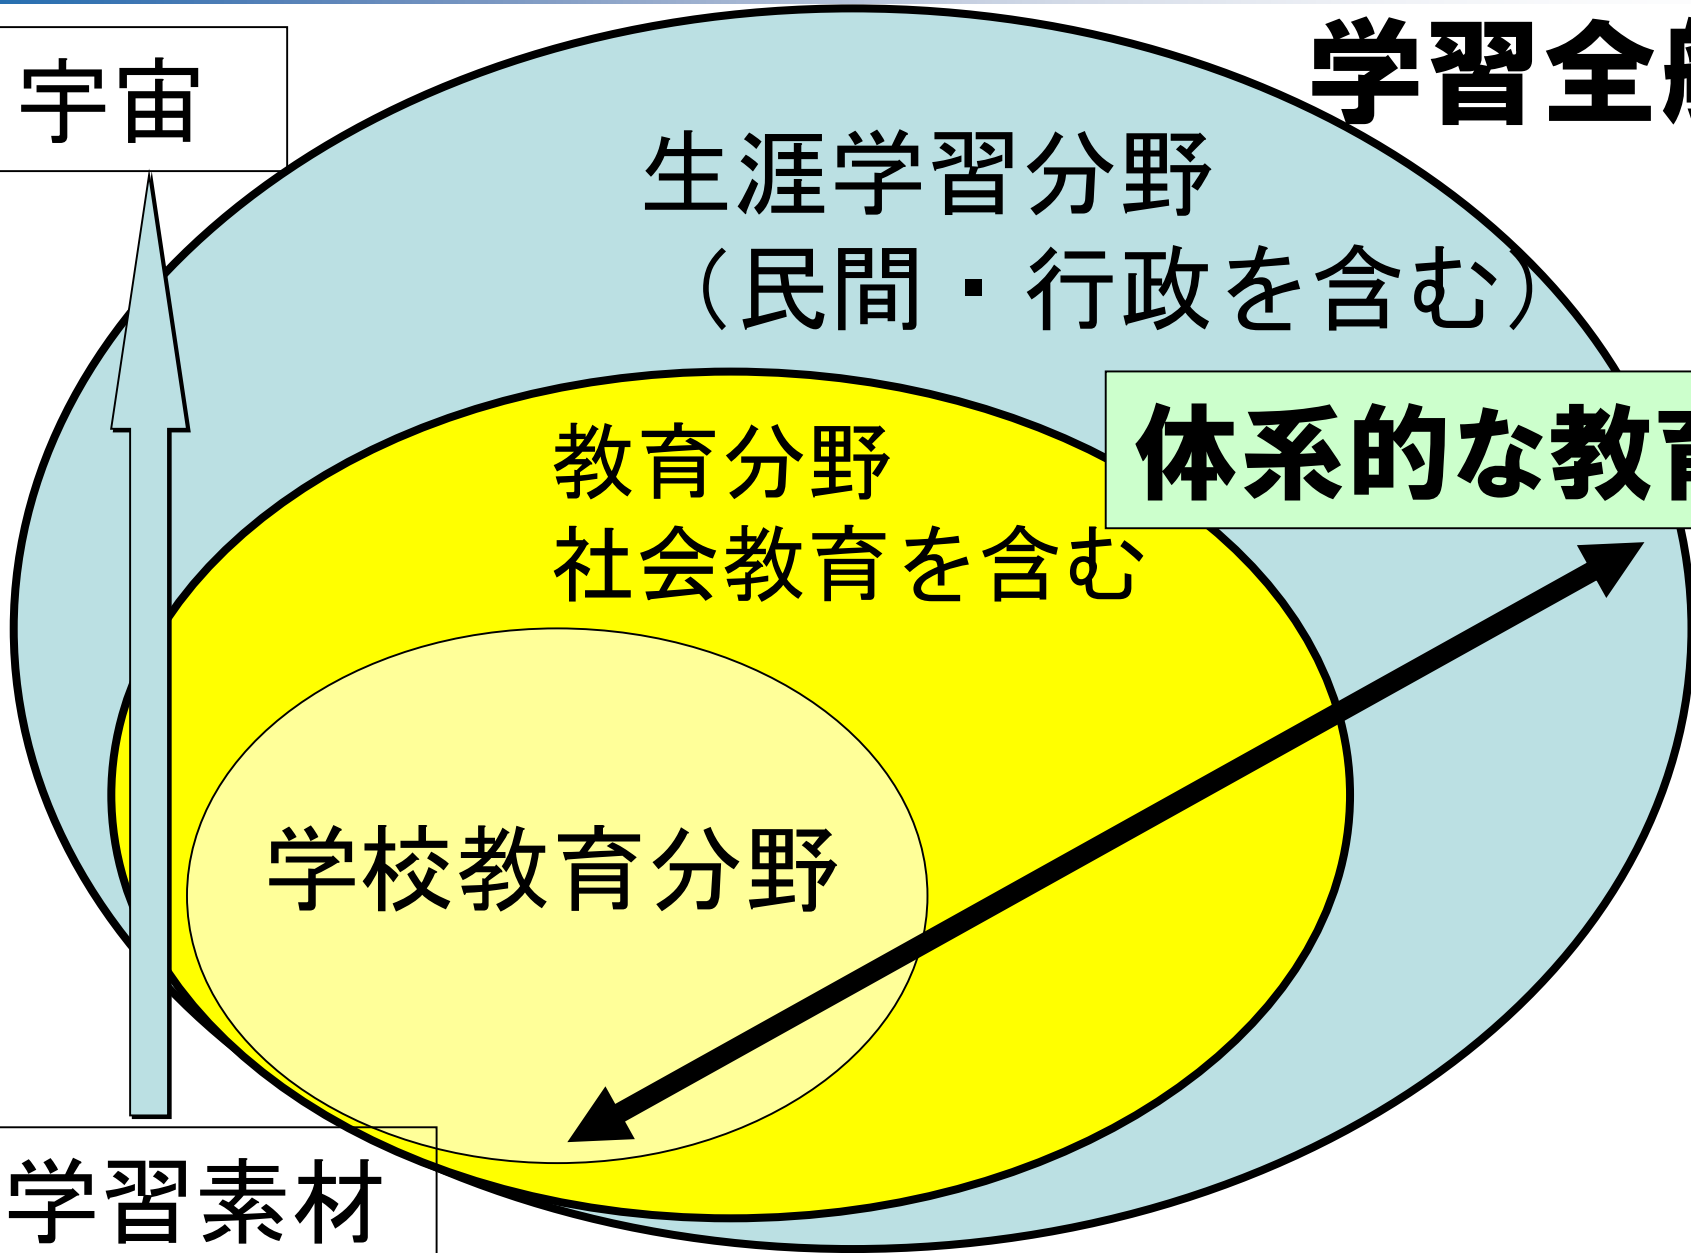 学習全般
宇宙
生涯学習分野
（民間・行政を含む）
体系的な教育
教育分野
社会教育を含む
学校教育分野
学習素材